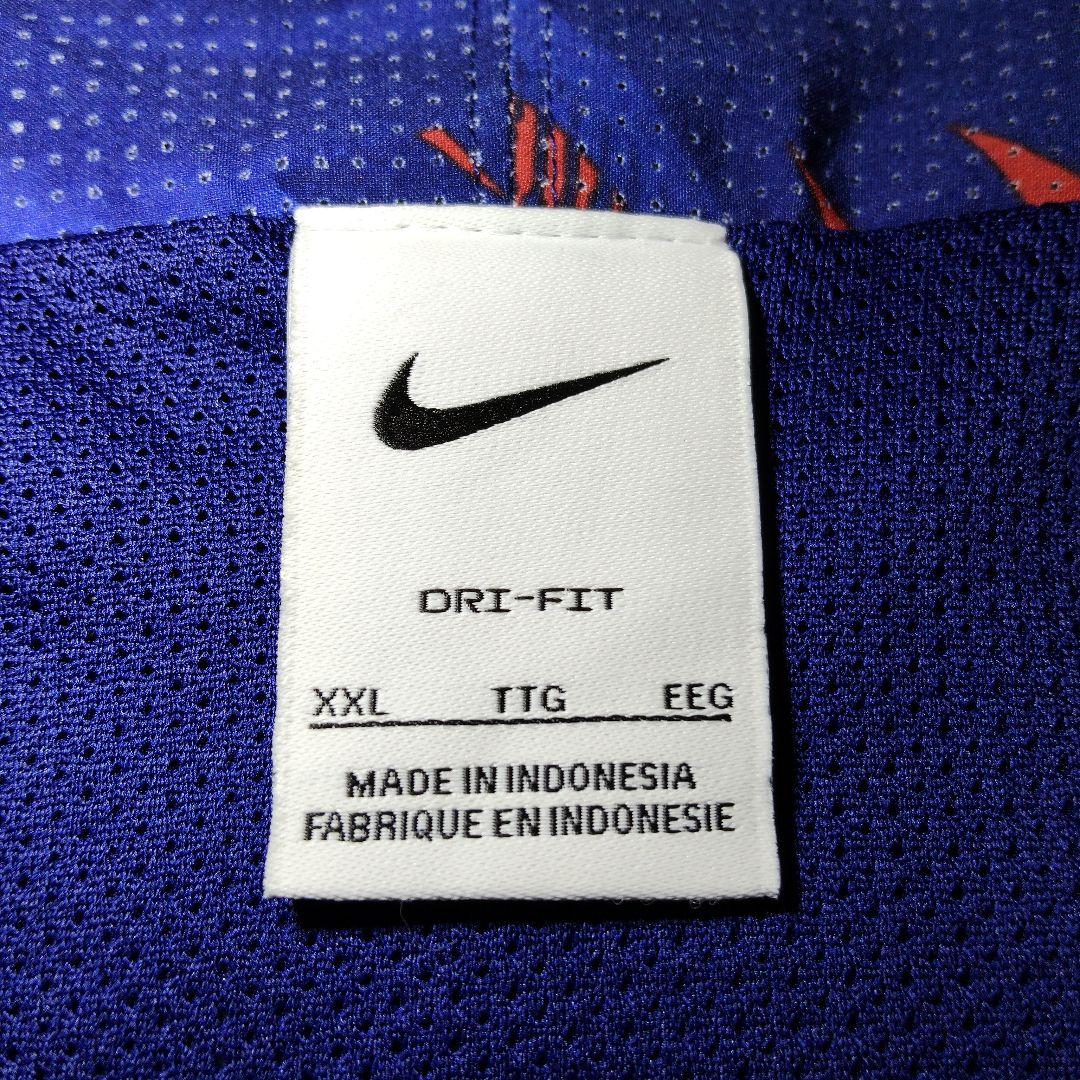 DRI-FIT
XXL TTG EEG
MADE IN INDONESIA
FABRIQUE EN INDONESIE